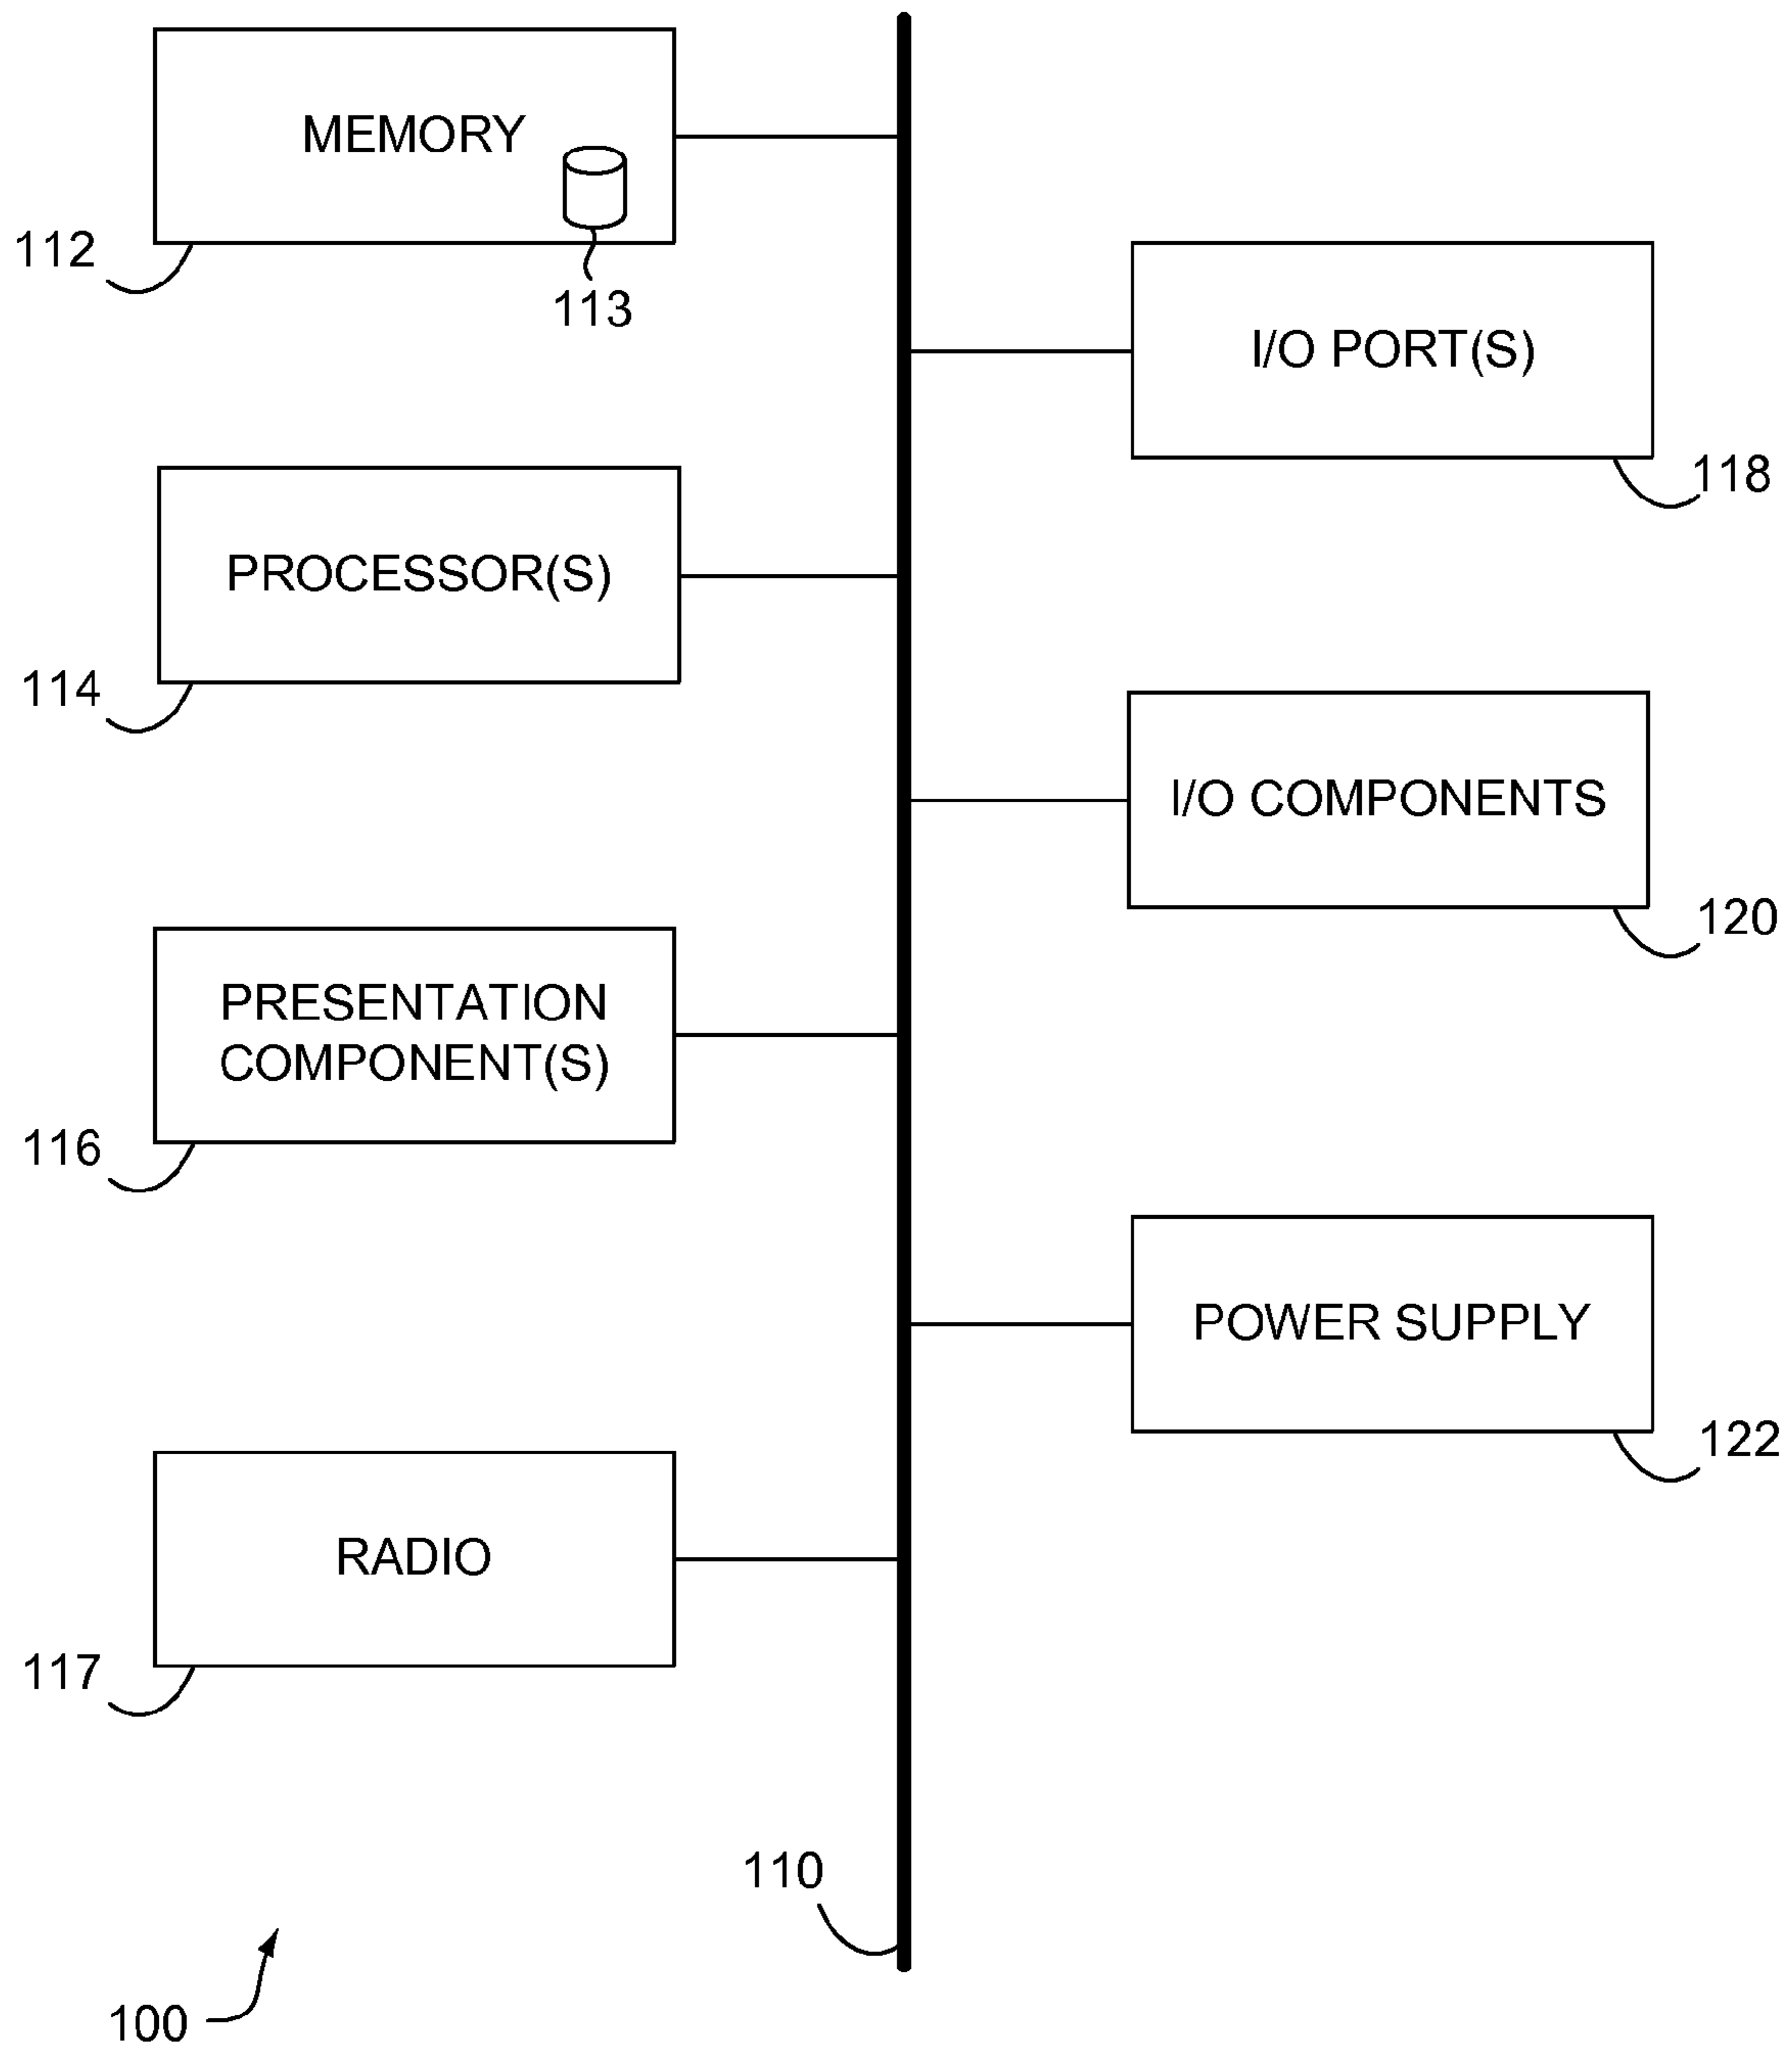 MEMORY
112
113
I/O PORT(S)
118
PROCESSOR(S)
114
I/O COMPONENTS
120
PRESENTATION
COMPONENT(S)
116
POWER SUPPLY
122
RADIO
117
110
100